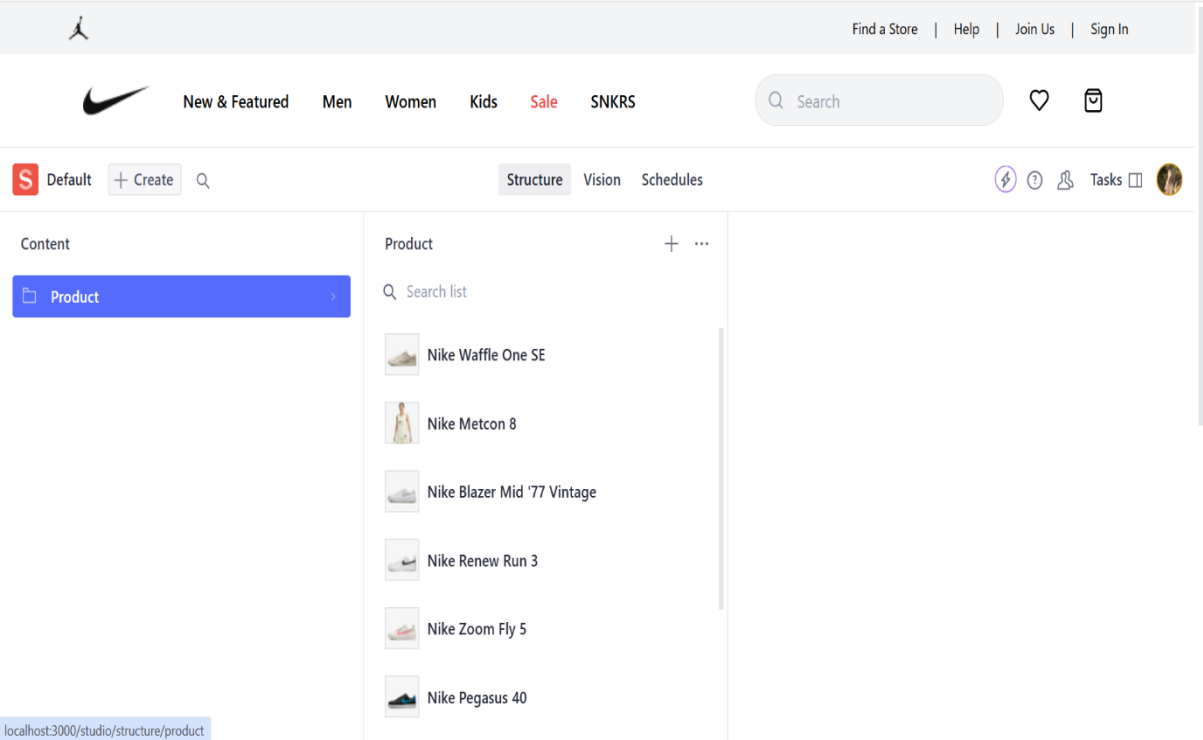 Find a Store | Help | Join Us | Sign In
New & Featured Men Women Kids Sale SNKRS Search
S Default + Create Structure Vision Schedules Tasks
Content
Product
Product
Search list
Nike Waffle One SE
Nike Metcon 8
Nike Blazer Mid '77 Vintage
Nike Renew Run 3
Nike Zoom Fly 5
Nike Pegasus 40
localhost:3000/studio/structure/product